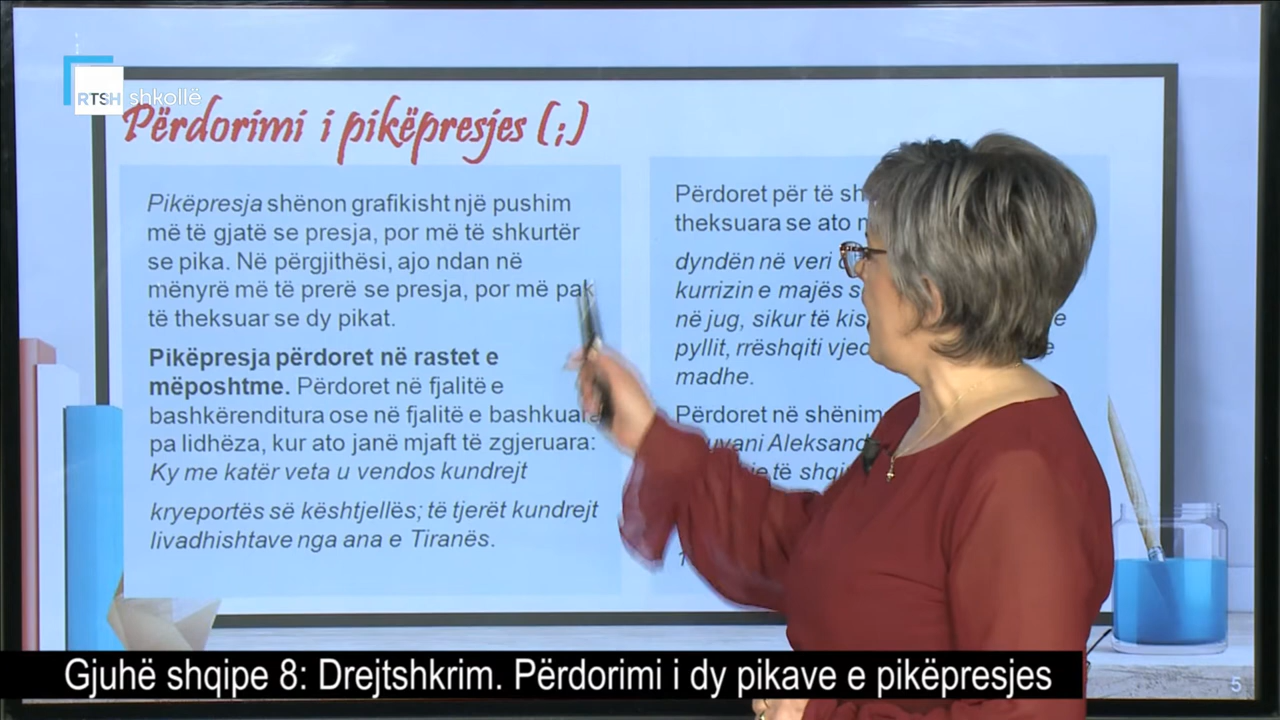 RTSH shkollë
Përdorimi i pikëpresjes (;)
Pikëpresja shënon grafikisht një pushim
më të gjatë se presja, por më të shkurtër
se pika. Në përgjithësi, ajo ndan në
mënyrë më të prerë se presja, por më pak
të theksuar se dy pikat.
Pikëpresja përdoret në rastet e
mëposhtme. Përdoret në fjalitë e
bashkërenditura ose në fjalitë e bashkuara
pa lidhëza, kur ato janë mjaft të zgjeruara:
Ky me katër veta u vendos kundrejt
kryeportës së kështjellës; të tjerët kundrejt
livadhishtave nga ana e Tiranës.
Përdoret për të
theksuara se ato
dyndën në veri
kurrizin e majës
në jug, sikur të e
pyllit, rrëshqiti e
madhe.
Përdoret në
të
Gjuhë shqipe 8: Drejtshkrim. Përdorimi i dy pikave e pikëpresjes
5